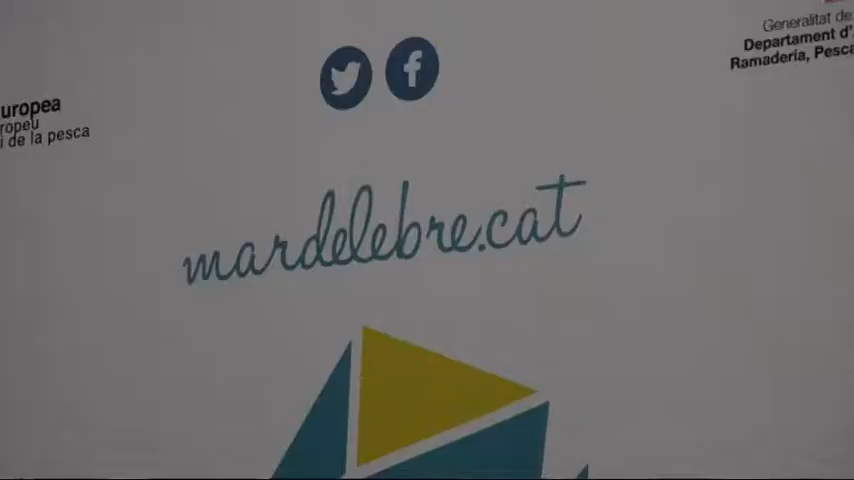 Generalitat de
Departament d'
Ramaderia, Pesca
uropea
ropeu
i de la pesca
mardelebre.cat